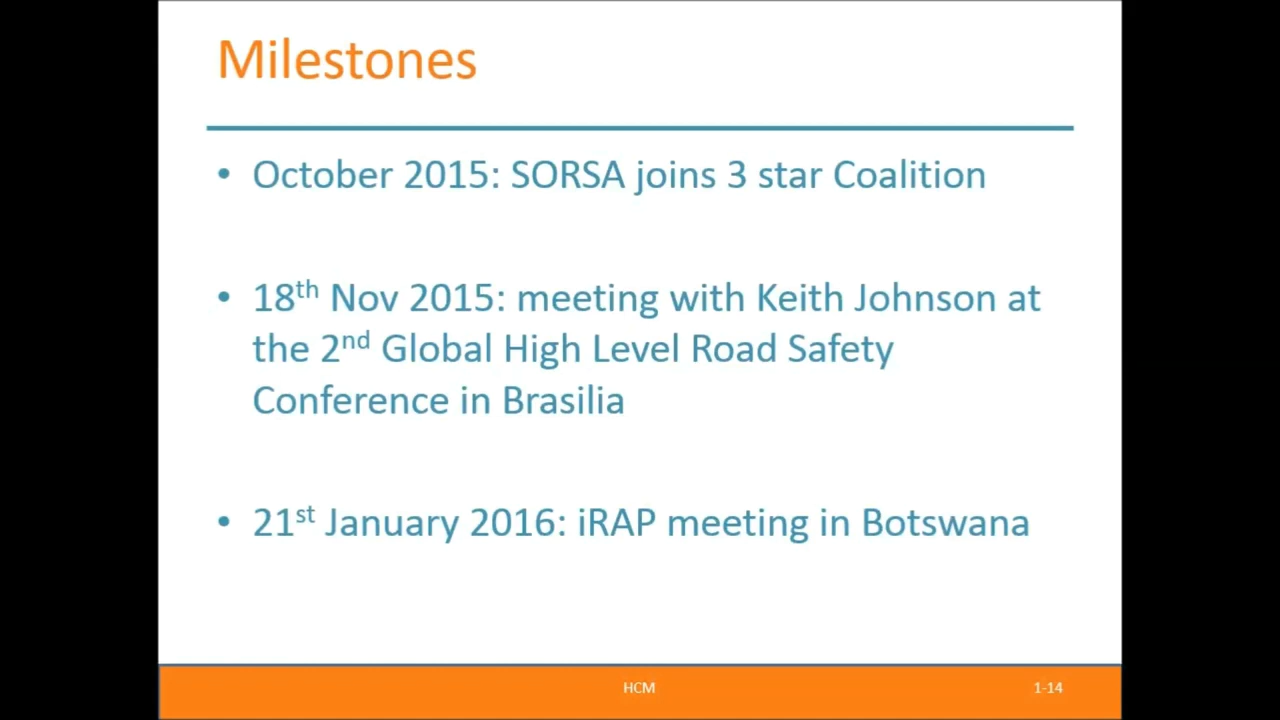 Milestones
• October 2015: SORSA joins 3 star Coalition
• 18th Nov 2015: meeting with Keith Johnson at
the 2nd Global High Level Road Safety
Conference in Brasilia
• 21st January 2016: iRAP meeting in Botswana
HCM
1-14